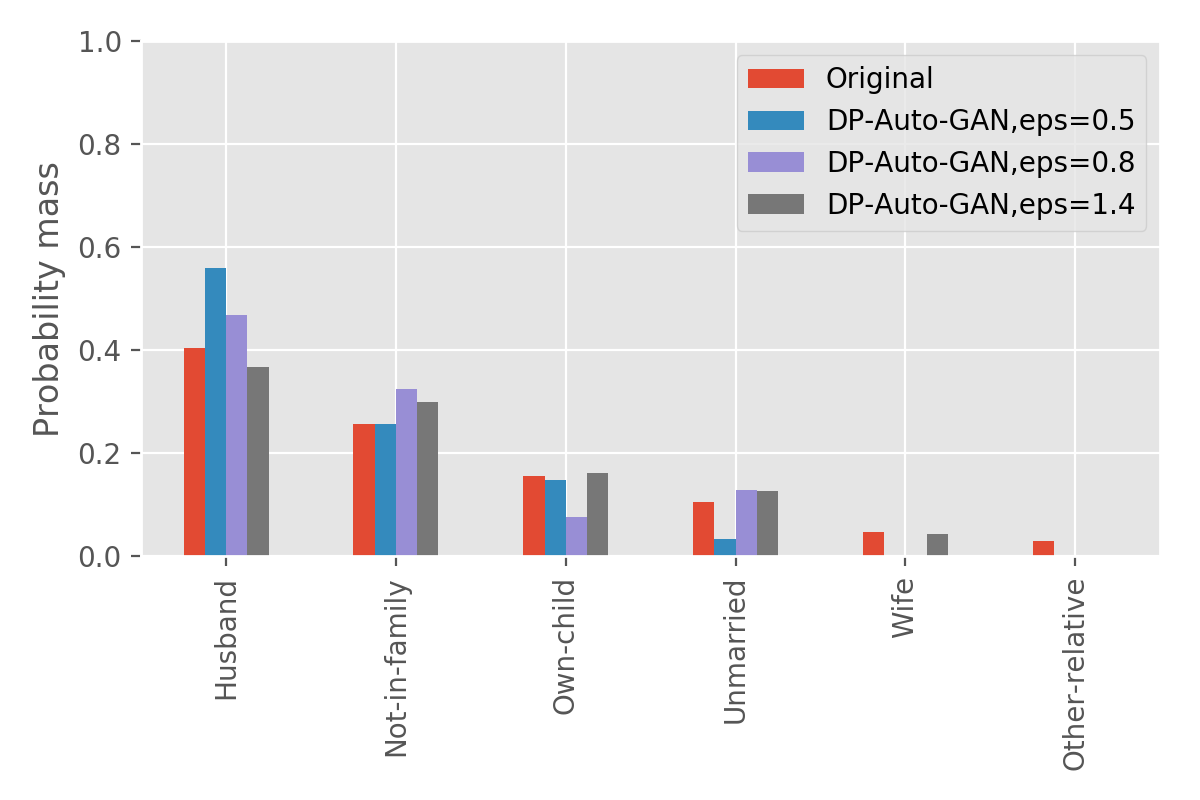 1.0
0.8
0.6
0.4
0.2
0.0
Probability mass
Original
DP-Auto-GAN,eps=0.5
DP-Auto-GAN,eps=0.8
DP-Auto-GAN,eps=1.4
Husband
Not-in-family
Own-child
Unmarried
Wife
Other-relative